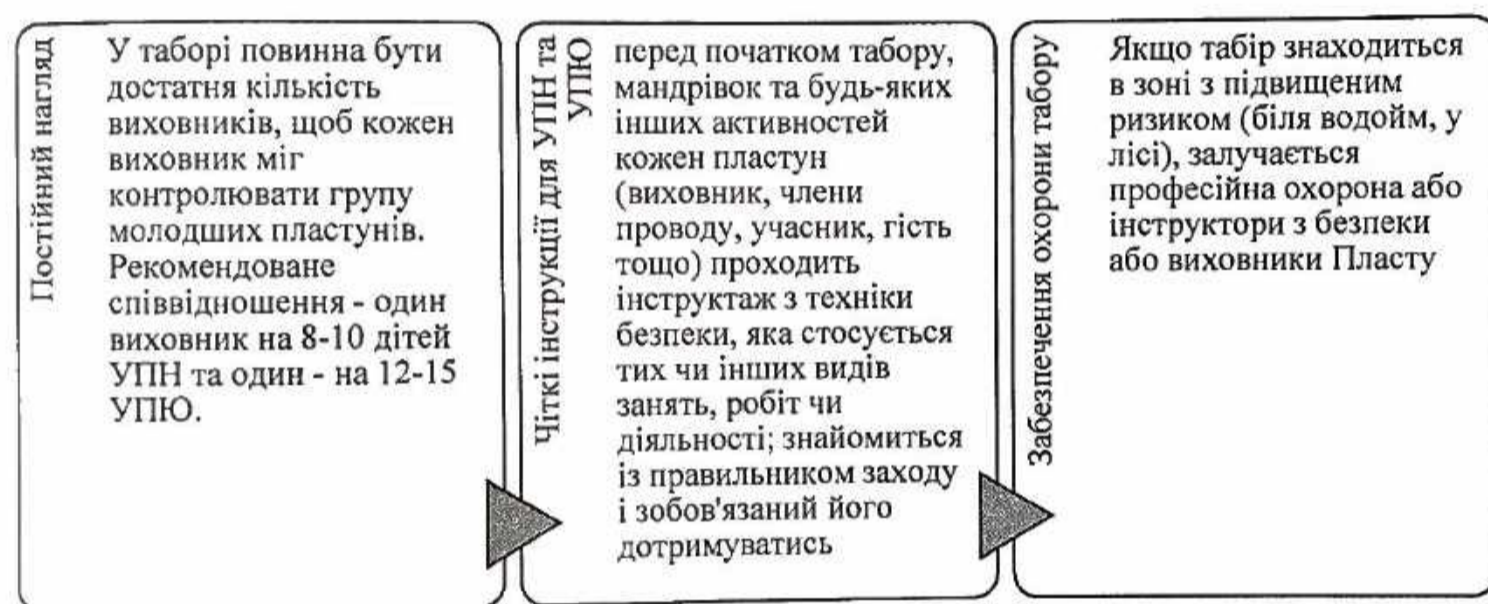 Постійний нагляд
У таборі повинна бути
достатня кількість
виховників, щоб кожен
виховник міг
контролювати групу
молодших пластунів.
Рекомендоване
співвідношення - один
виховник на 8-10 дітей
УПН та один - на 12-15
УПЮ.
Чіткі інструкції для УПН та
УПЮ
перед початком табору,
мандрівок та будь-яких
інших активностей
кожен пластун
(виховник, члени
проводу, учасник, гість
тощо) проходить
інструктаж з техніки
безпеки, яка стосується
тих чи інших видів
занять, робіт чи
діяльності; знайомиться
із правильником заходу
і зобов'язаний його
дотримуватись
Забезпечення охорони табору
Якщо табір знаходиться
в зоні з підвищеним
ризиком (біля водойм, у
лісі), залучається
професійна охорона або
інструктори з безпеки
або виховники Пласту